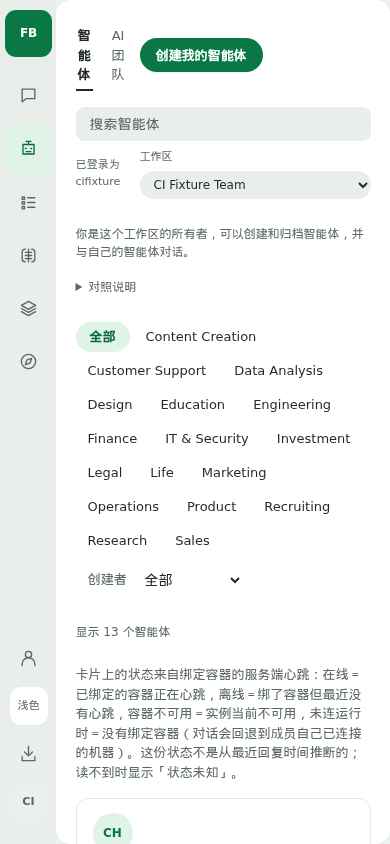 FB
智能体
AI团队
创建我的智能体
搜索智能体
已登录为
cifixture
工作区
CI Fixture Team
你是这个工作区的所有者，可以创建和归档智能体，并
与自己的智能体对话。
对照说明
全部 Content Creation
Customer Support Data Analysis
Design Education Engineering
Finance IT & Security Investment
Legal Life Marketing
Operations Product Recruiting
Research Sales
创建者 全部
显示 13 个智能体
卡片上的状态来自绑定容器的服务端心跳：在线 =
已绑定的容器正在心跳，离线 = 绑了容器但最近没
有心跳，容器不可用 = 实例当前不可用，未连运行
时 = 没有绑定容器（对话会回退到成员自己已连接
的机器）。这份状态不是从最近回复时间推断的；
读不到时显示「状态未知」。
浅色
CI
CH